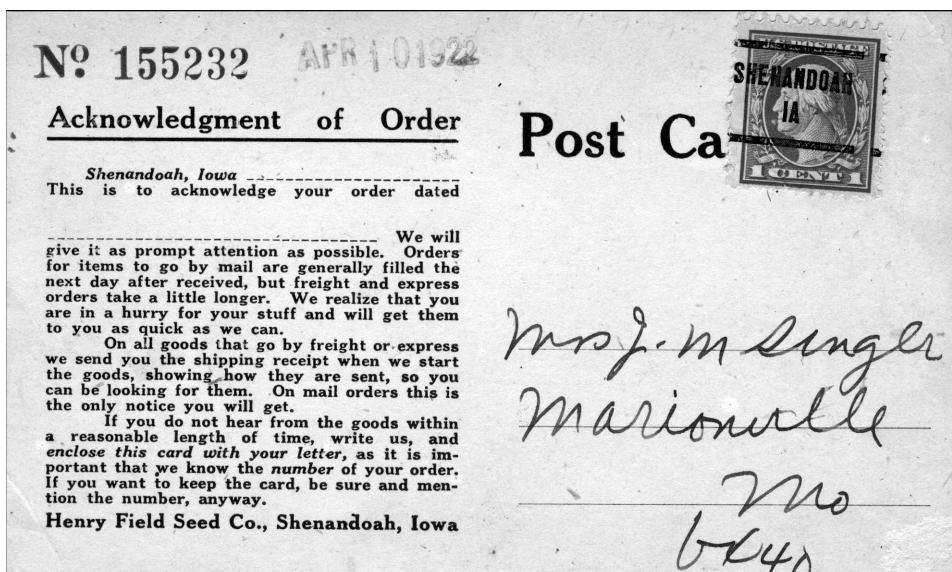 Nº 155232
APR 10 1922
Acknowledgment of Order
Shenandoah, Iowa
This is to acknowledge your order dated
We will
give it as prompt attention as possible. Orders
for items to go by mail are generally filled the
next day after received, but freight and express
orders take a little longer. We realize that you
are in a hurry for your stuff and will get them
to you as quick as we can.
On all goods that go by freight or express
we send you the shipping receipt when we start
the goods, showing how they are sent, so you
can be looking for them. On mail orders this is
the only notice you will get.
If you do not hear from the goods within
a reasonable length of time, write us, and
enclose this card with your letter, as it is im-
portant that we know the number of your order.
If you want to keep the card, be sure and men-
tion the number, anyway.
Henry Field Seed Co., Shenandoah, Iowa
Post Ca
SHENANDOAH
IA
1 CENT 1
Mrs J. M Singler
Marionville
Mo
bx40